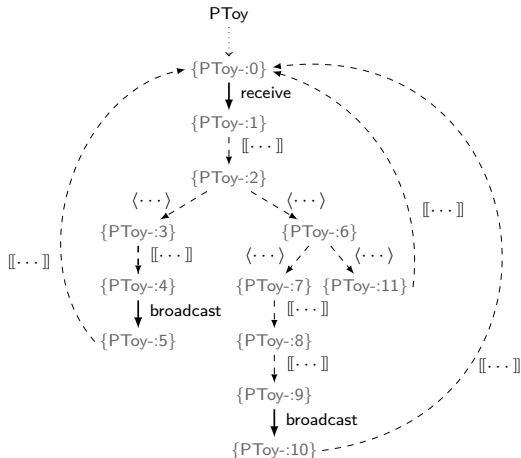 PToy
{PToy-:0}
receive
{PToy-:1}
⟦···⟧
{PToy-:2}
⟨···⟩ ⟨···⟩
{PToy-:3} {PToy-:6}
⟦···⟧ ⟦···⟧ ⟨···⟩ ⟨···⟩ ⟦···⟧
{PToy-:4} {PToy-:7} {PToy-:11}
broadcast ⟦···⟧
{PToy-:5} {PToy-:8}
⟦···⟧ ⟦···⟧
{PToy-:9}
broadcast
{PToy-:10}